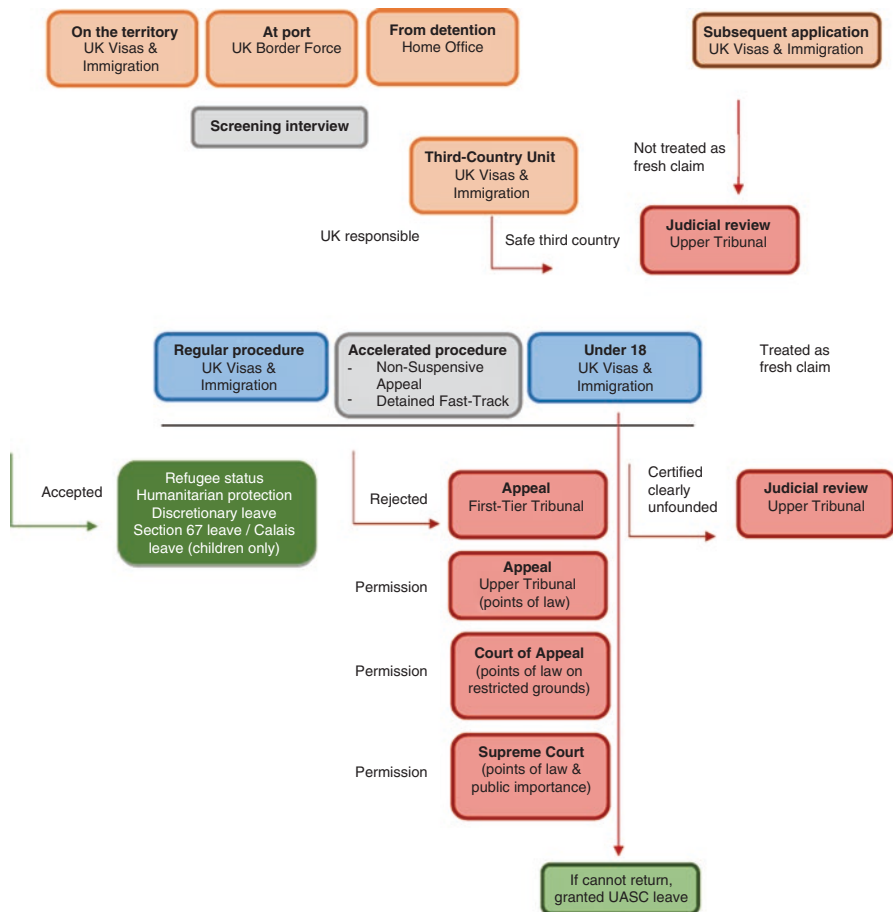 On the territory
UK Visas &
Immigration
At port
UK Border Force
From detention
Home Office
Subsequent application
UK Visas & Immigration
Screening interview
Third-Country Unit
UK Visas &
Immigration
Not treated as
fresh claim
UK responsible
Safe third country
Judicial review
Upper Tribunal
Regular procedure
UK Visas &
Immigration
Accelerated procedure
- Non-Suspensive
Appeal
- Detained Fast-Track
Under 18
UK Visas &
Immigration
Treated as
fresh claim
Accepted
Refugee status
Humanitarian protection
Discretionary leave
Section 67 leave / Calais
leave (children only)
Rejected
Appeal
First-Tier Tribunal
Certified
clearly
unfounded
Judicial review
Upper Tribunal
Permission
Appeal
Upper Tribunal
(points of law)
Permission
Court of Appeal
(points of law on
restricted grounds)
Permission
Supreme Court
(points of law &
public importance)
If cannot return,
granted UASC leave